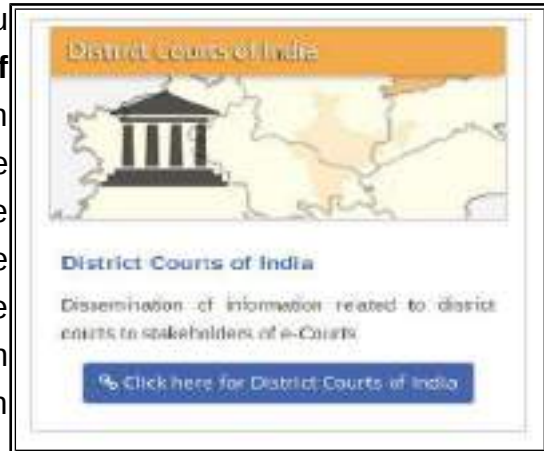 u
District Courts of India
f
n
e
e
e
District Courts of India
e
Dissemination of information related to district
courts to stakeholders of e-Courts
n
Click here for District Courts of India
n